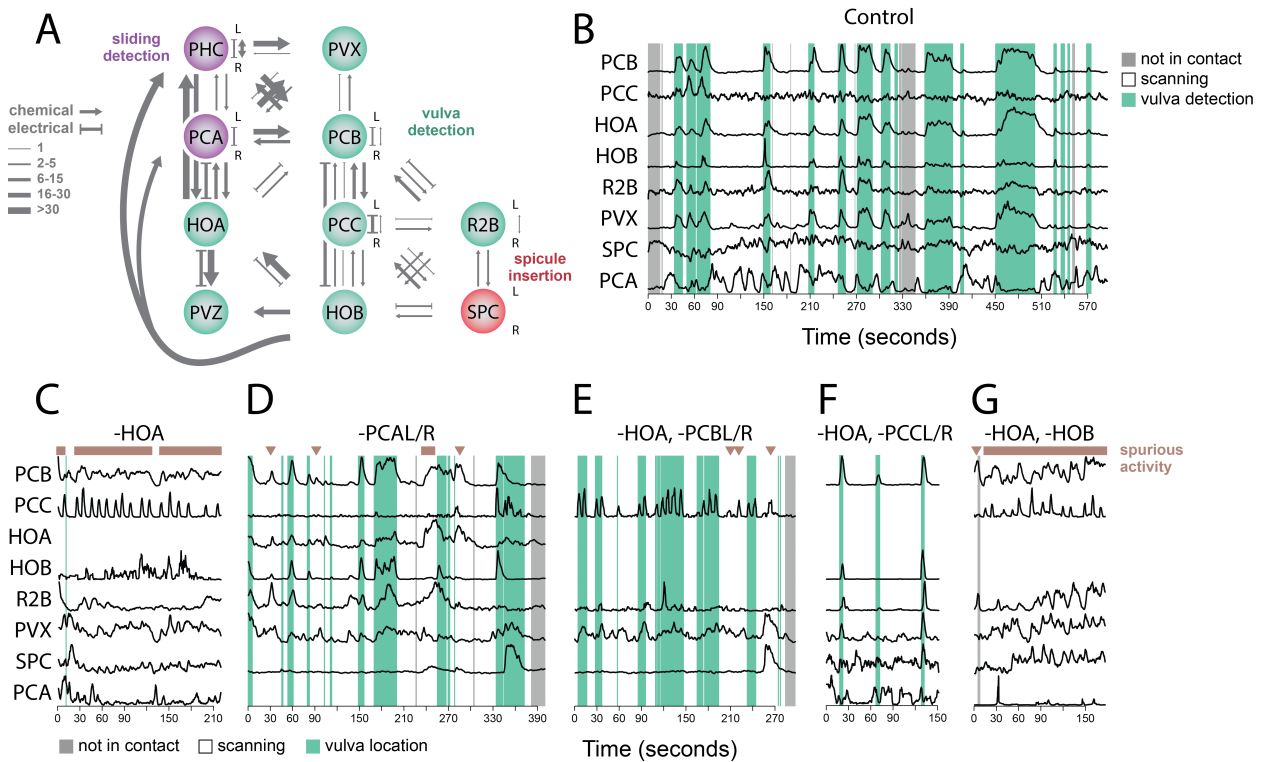 A
sliding
detection
PHC
L
R
PVX
chemical
electrical
1
2-5
6-15
16-30
>30
PCA
L
R
PCB
L
R
vulva
detection
HOA
PCC
L
R
R2B
L
R
spicule
insertion
PVZ
HOB
SPC
L
R
B
Control
PCB
PCC
HOA
HOB
R2B
PVX
SPC
PCA
0 30 60 90 150 210 270 330 390 450 510 570
Time (seconds)
not in contact
scanning
vulva detection
C
-HOA
PCB
PCC
HOA
HOB
R2B
PVX
SPC
PCA
0 30 60 90 150 210
D
-PCAL/R
0 30 60 90 150 210 270 330 390
E
-HOA, -PCBL/R
0 30 60 90 150 210 270
F
-HOA, -PCCL/R
0 30 60 90 150
G
-HOA, -HOB
spurious
activity
0 30 60 90 150
not in contact
scanning
vulva location
Time (seconds)